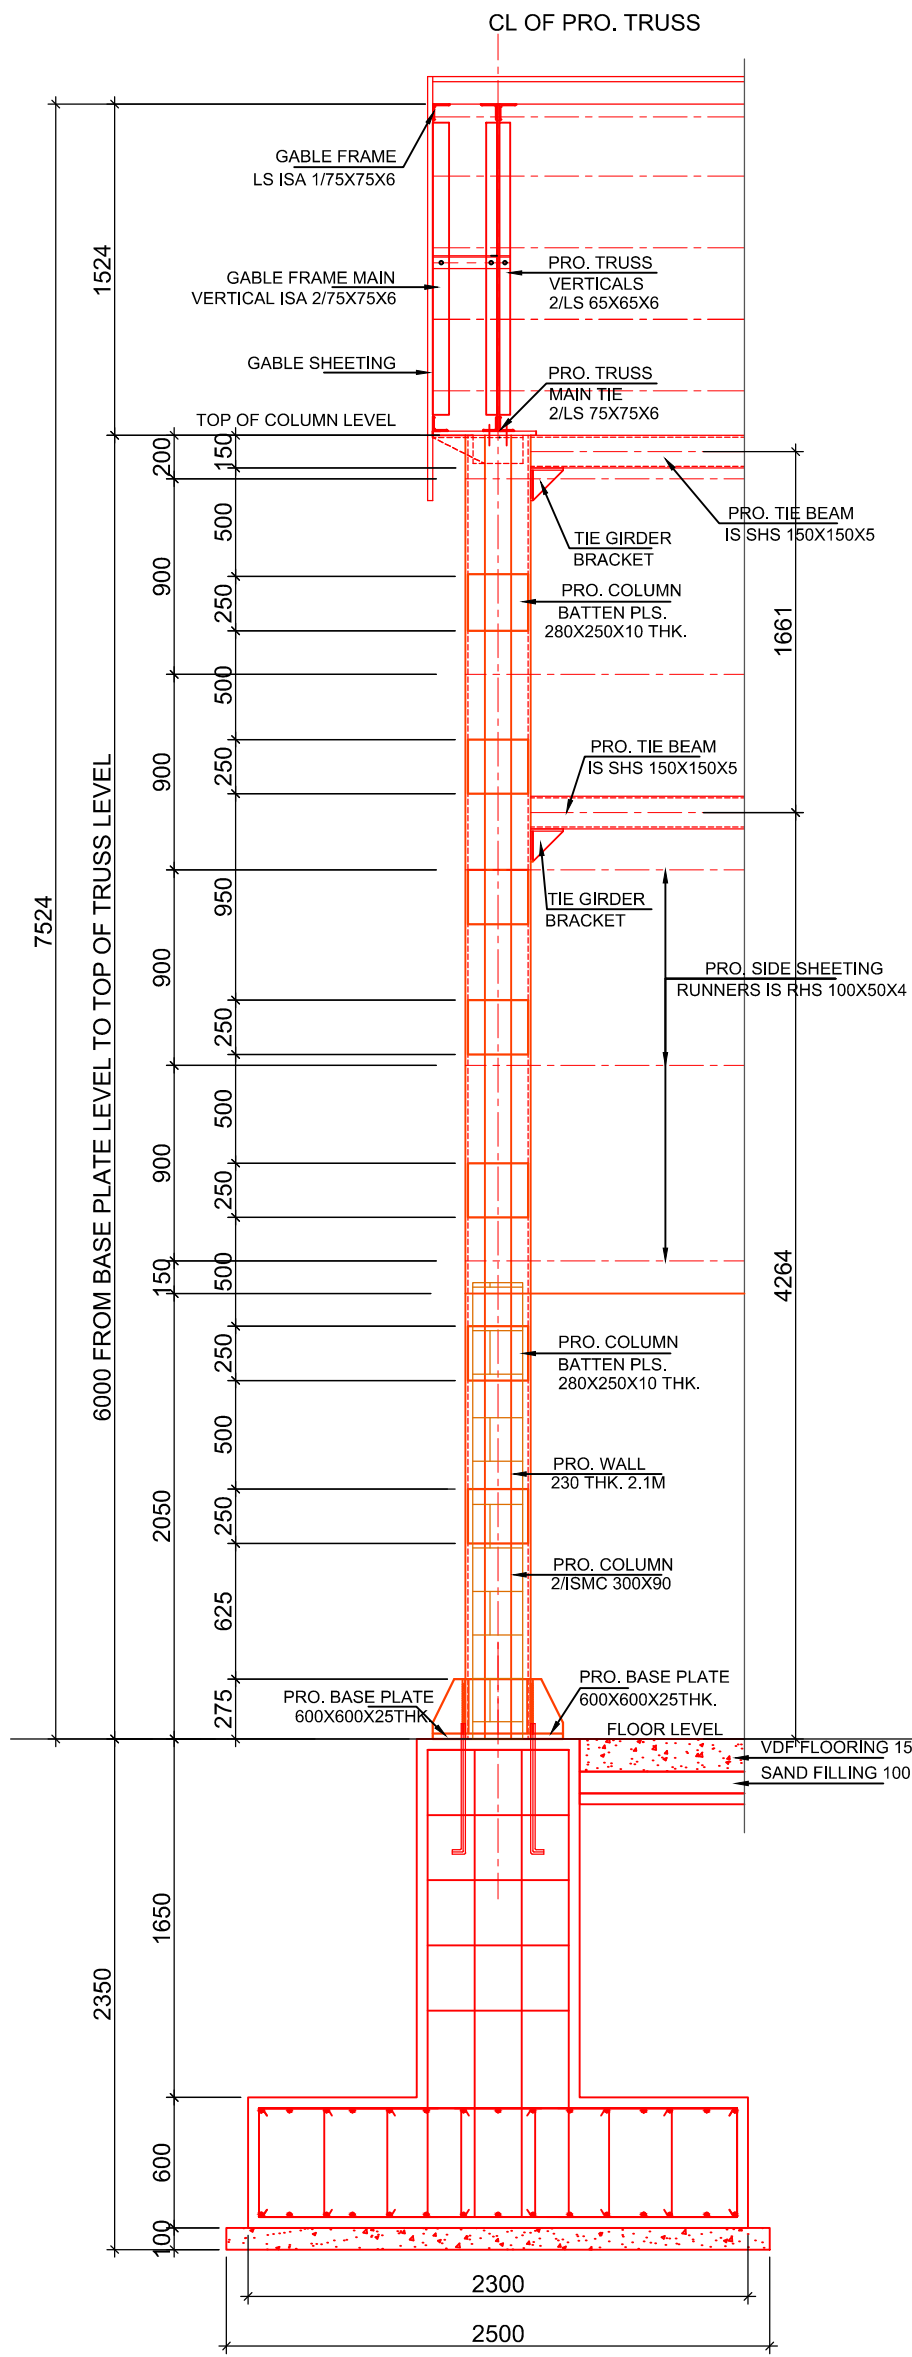 CL OF PRO. TRUSS
GABLE FRAME
LS ISA 1/75X75X6
1524
GABLE FRAME MAIN
VERTICAL ISA 2/75X75X6
PRO. TRUSS
VERTICALS
2/LS 65X65X6
GABLE SHEETING
PRO. TRUSS
MAIN TIE
2/LS 75X75X6
TOP OF COLUMN LEVEL
200
150
PRO. TIE BEAM
IS SHS 150X150X5
500
TIE GIRDER
BRACKET
900
250
PRO. COLUMN
BATTEN PLS.
280X250X10 THK.
1661
500
900
250
PRO. TIE BEAM
IS SHS 150X150X5
7524
6000 FROM BASE PLATE LEVEL TO TOP OF TRUSS LEVEL
950
TIE GIRDER
BRACKET
900
PRO. SIDE SHEETING
RUNNERS IS RHS 100X50X4
250
500
900
250
500
150
4264
250
PRO. COLUMN
BATTEN PLS.
280X250X10 THK.
500
PRO. WALL
230 THK. 2.1M
2050
250
PRO. COLUMN
2/ISMC 300X90
625
275
PRO. BASE PLATE
600X600X25THK
PRO. BASE PLATE
600X600X25THK.
FLOOR LEVEL
VDF FLOORING 15
SAND FILLING 100
1650
2350
600
100
2300
2500